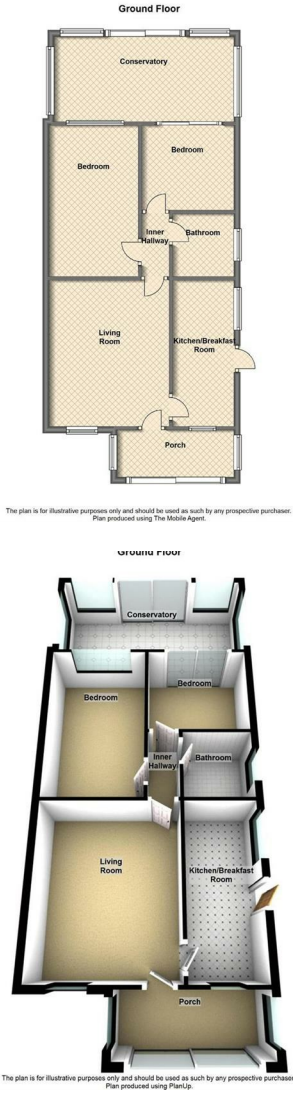 Ground Floor
Conservatory
Bedroom
Bedroom
Inner
Hallway
Bathroom
Living
Room
Kitchen/Breakfast
Room
Porch
The plan is for illustrative purposes only and should be used as such by any prospective purchaser.
Plan produced using The Mobile Agent.
Ground Floor
Conservatory
Bedroom
Bedroom
Inner
Hallway
Bathroom
Living
Room
Kitchen/Breakfast
Room
Porch
The plan is for illustrative purposes only and should be used as such by any prospective purchaser
Plan produced using PlanUp.